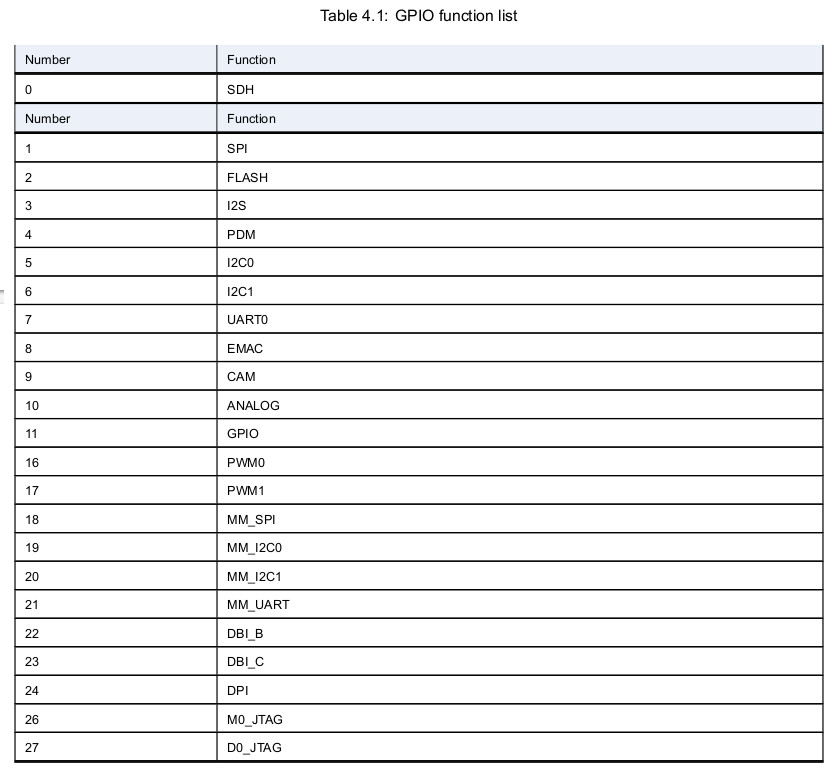 Table 4.1: GPIO function list
Number Function
0 SDH
Number Function
1 SPI
2 FLASH
3 I2S
4 PDM
5 I2C0
6 I2C1
7 UART0
8 EMAC
9 CAM
10 ANALOG
11 GPIO
16 PWM0
17 PWM1
18 MM_SPI
19 MM_I2C0
20 MM_I2C1
21 MM_UART
22 DBI_B
23 DBI_C
24 DPI
26 M0_JTAG
27 D0_JTAG